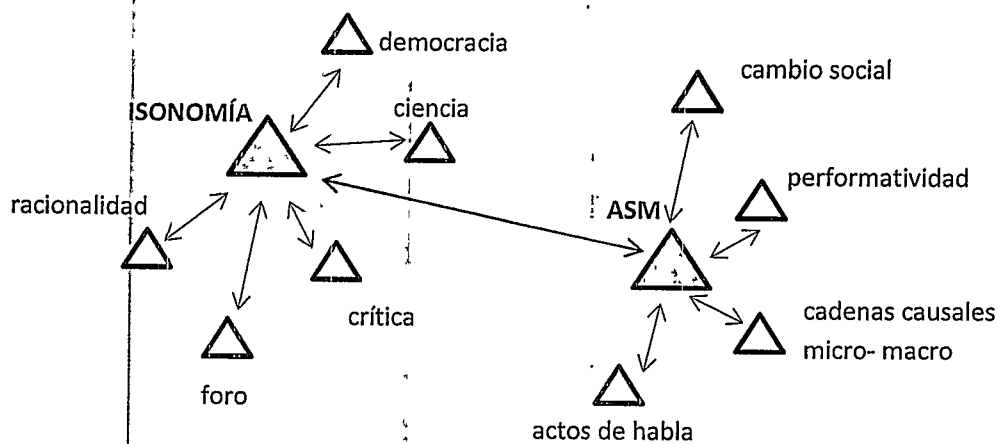 democracia
cambio social
ISONOMÍA
ciencia
performatividad
racionalidad
ASM
cadenas causales
micro- macro
crítica
foro
actos de habla